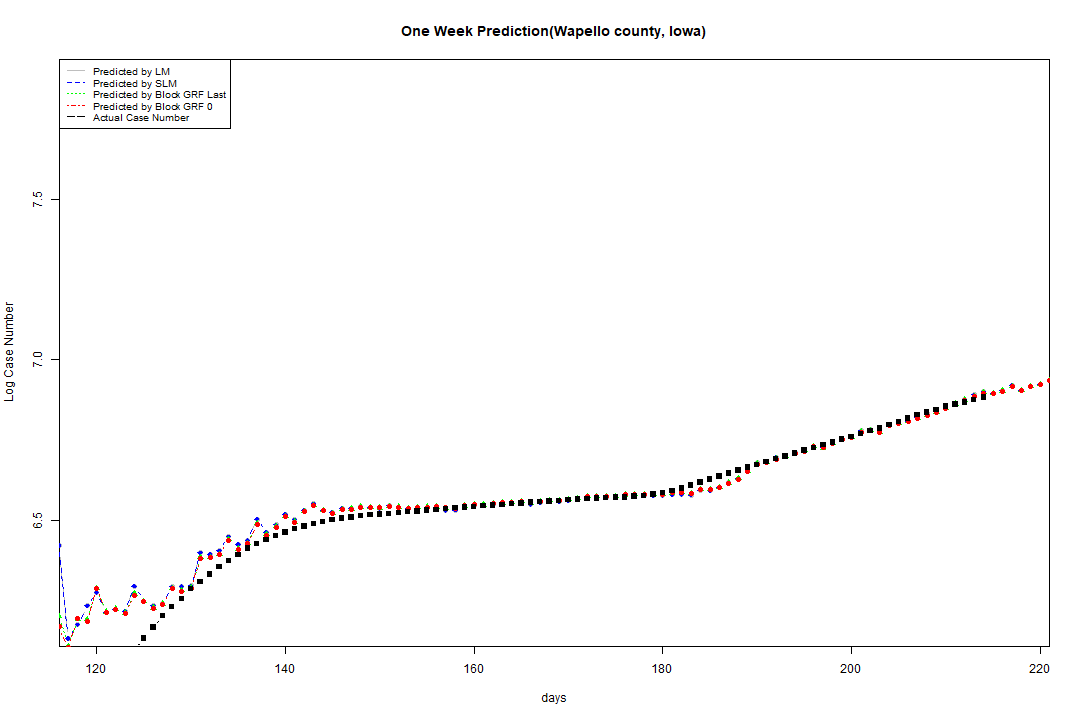 One Week Prediction(Wapello county, Iowa)
Predicted by LM
Predicted by SLM
Predicted by Block GRF Last
Predicted by Block GRF 0
Actual Case Number
7.5
7.0
6.5
Log Case Number
120 140 160 180 200 220
days